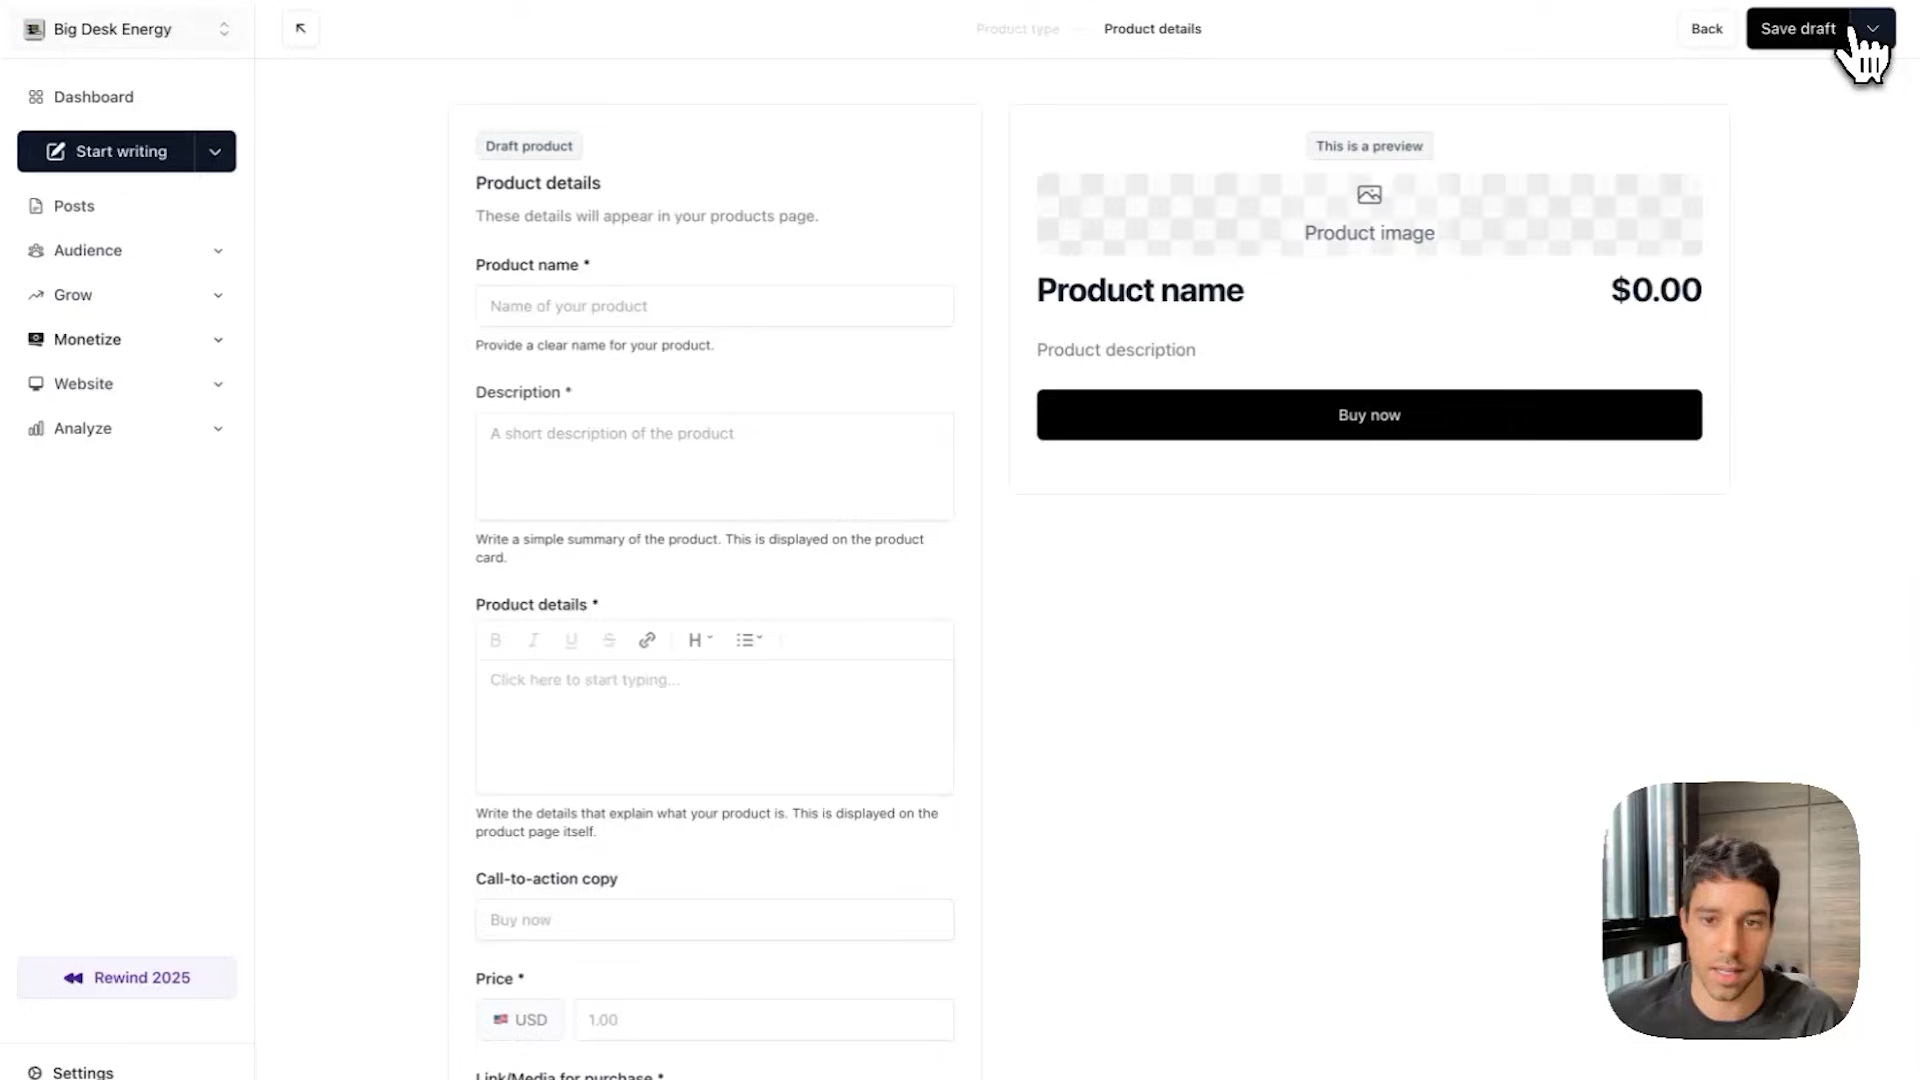 Big Desk Energy
Product type
Product details
Back
Save draft
Dashboard
Start writing
Posts
Audience
Grow
Monetize
Website
Analyze
Rewind 2025
Settings
Draft product
Product details
These details will appear in your products page.
Product name *
Name of your product
Provide a clear name for your product.
Description *
A short description of the product
Write a simple summary of the product. This is displayed on the product
card.
Product details *
B I U S H
Click here to start typing...
Write the details that explain what your product is. This is displayed on the
product page itself.
Call-to-action copy
Buy now
Price *
USD
1.00
Link/Media for purchase *
This is a preview
Product image
Product name
$0.00
Product description
Buy now